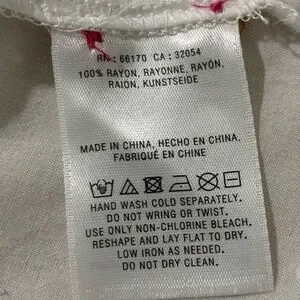 RN : 66170 CA : 32054
100% RAYON, RAYONNE, RAYÓN,
RAION, KUNSTSEIDE
MADE IN CHINA, HECHO EN CHINA.
FABRIQUÉ EN CHINE
HAND WASH COLD SEPARATELY.
DO NOT WRING OR TWIST.
USE ONLY NON-CHLORINE BLEACH.
RESHAPE AND LAY FLAT TO DRY.
LOW IRON AS NEEDED.
DO NOT DRY CLEAN.